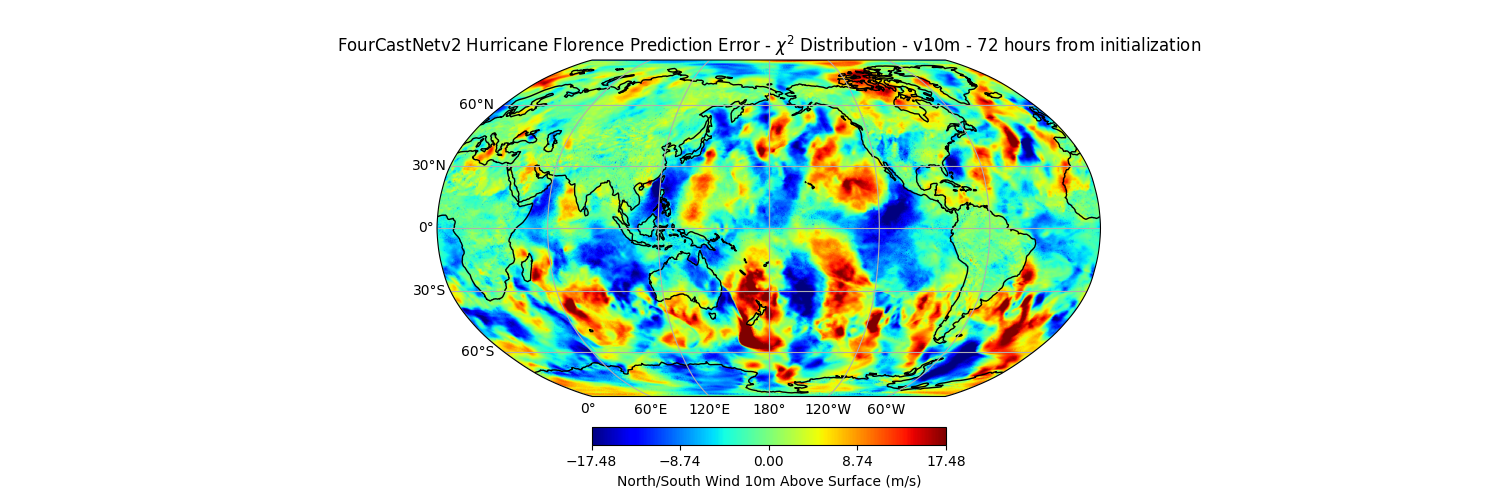 FourCastNetv2 Hurricane Florence Prediction Error - χ² Distribution - v10m - 72 hours from initialization
60°N
30°N
0°
30°S
60°S
0° 60°E 120°E 180° 120°W 60°W
−17.48 −8.74 0.00 8.74 17.48
North/South Wind 10m Above Surface (m/s)